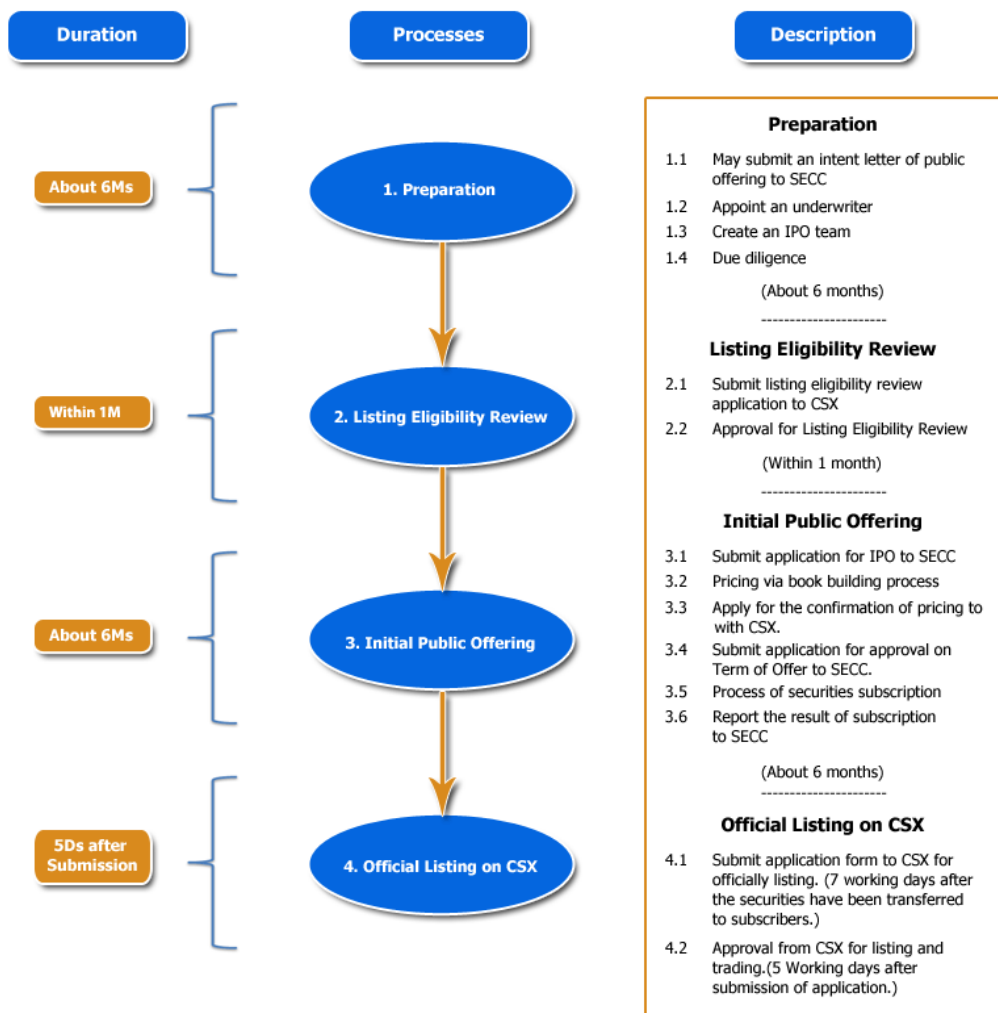 Duration
Processes
Description
About 6Ms
1. Preparation
Within 1M
2. Listing Eligibility Review
About 6Ms
3. Initial Public Offering
5Ds after
Submission
4. Official Listing on CSX
Preparation
1.1 May submit an intent letter of public
offering to SECC
1.2 Appoint an underwriter
1.3 Create an IPO team
1.4 Due diligence
(About 6 months)
----------------------
Listing Eligibility Review
2.1 Submit listing eligibility review
application to CSX
2.2 Approval for Listing Eligibility Review
(Within 1 month)
----------------------
Initial Public Offering
3.1 Submit application for IPO to SECC
3.2 Pricing via book building process
3.3 Apply for the confirmation of pricing to
with CSX.
3.4 Submit application for approval on
Term of Offer to SECC.
3.5 Process of securities subscription
3.6 Report the result of subscription
to SECC
(About 6 months)
----------------------
Official Listing on CSX
4.1 Submit application form to CSX for
officially listing. (7 working days after
the securities have been transferred
to subscribers.)
4.2 Approval from CSX for listing and
trading.(5 Working days after
submission of application.)